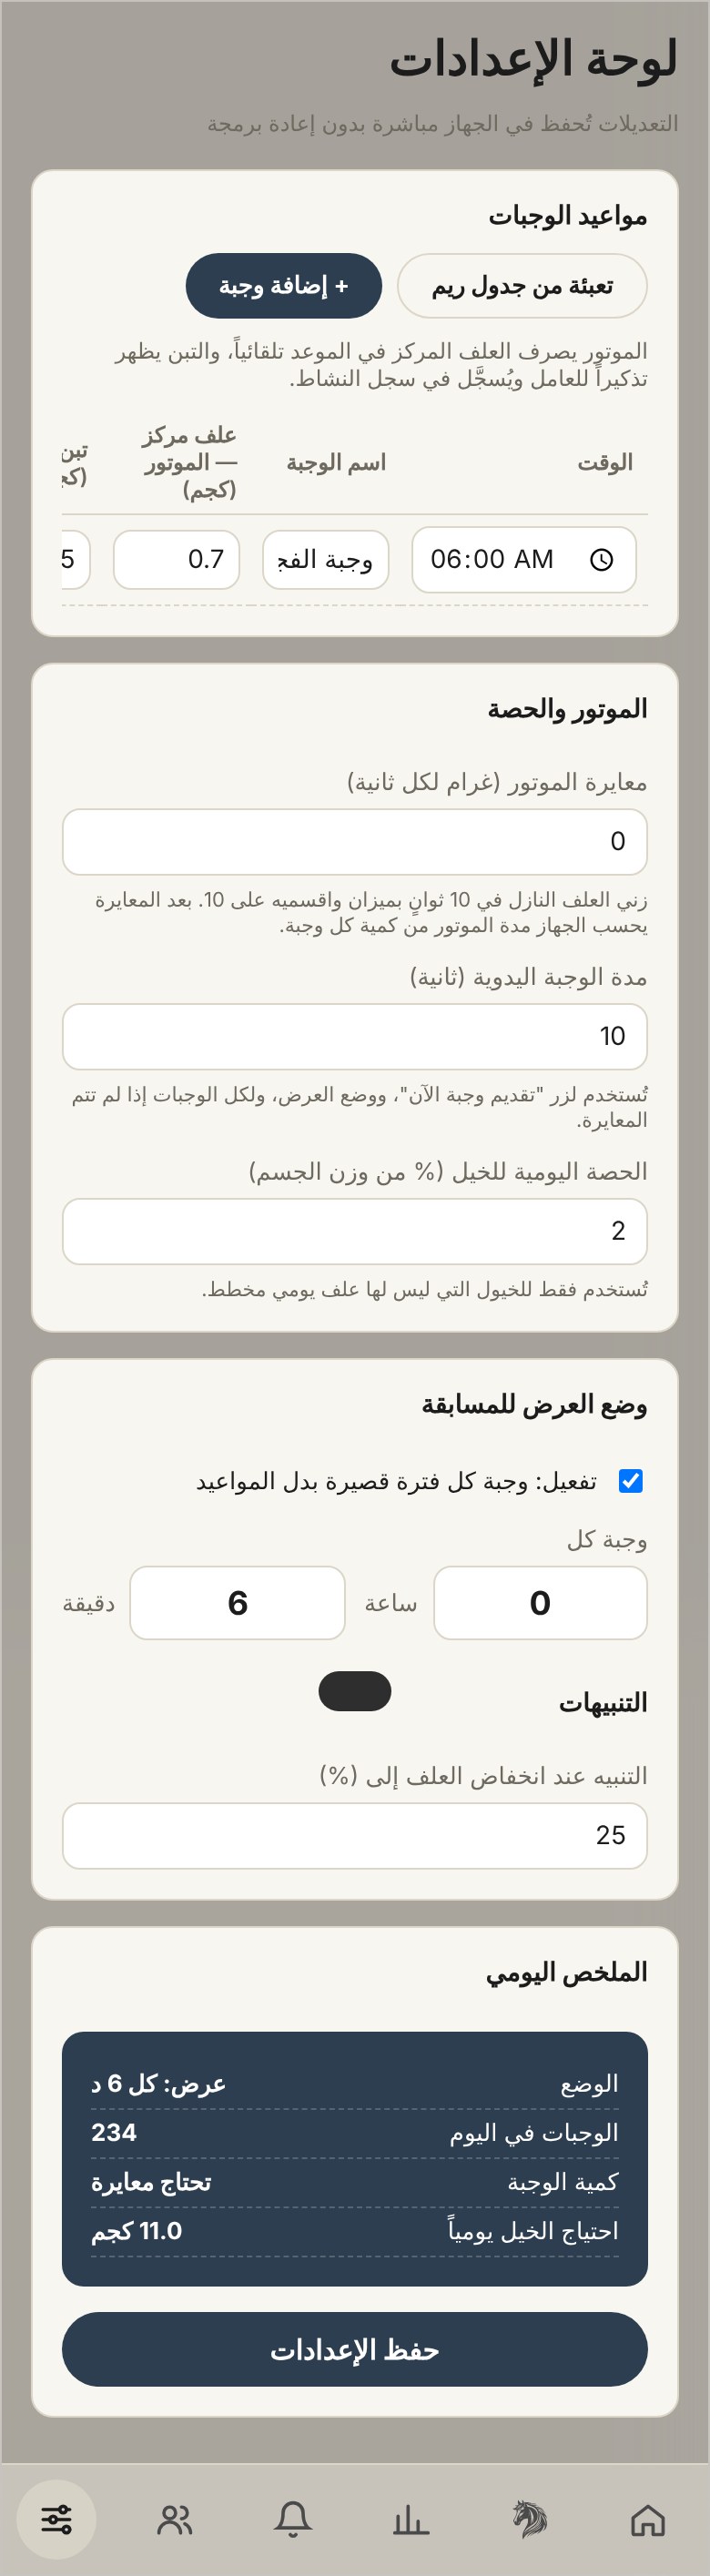 لوحة الإعدادات
التعديلات تُحفظ في الجهاز مباشرة بدون إعادة برمجة
مواعيد الوجبات
تعبئة من جدول ريم
+ إضافة وجبة
الموتور يصرف العلف المركز في الموعد تلقائياً، والتبن يظهر
تذكيراً للعامل ويُسجَّل في سجل النشاط.
الوقت
اسم الوجبة
علف مركز
— الموتور
(كجم)
تبن
06:00 AM
وجبة
0.7
5
الموتور والحصة
معايرة الموتور (غرام لكل ثانية)
0
زني العلف النازل في 10 ثوانٍ بميزان واقسميه على 10. بعد المعايرة
يحسب الجهاز مدة الموتور من كمية كل وجبة.
مدة الوجبة اليدوية (ثانية)
10
تُستخدم لزر "تقديم وجبة الآن"، ووضع العرض، ولكل الوجبات إذا لم تتم
المعايرة.
الحصة اليومية للخيل (% من وزن الجسم)
2
تُستخدم فقط للخيول التي ليس لها علف يومي مخطط.
وضع العرض للمسابقة
تفعيل: وجبة كل فترة قصيرة بدل المواعيد
وجبة كل
0 ساعة 6 دقيقة
التنبيهات
التنبيه عند انخفاض العلف إلى (%)
25
الملخص اليومي
الوضع عرض: كل 6 د
الوجبات في اليوم 234
كمية الوجبة تحتاج معايرة
احتياج الخيل يومياً 11.0 كجم
حفظ الإعدادات